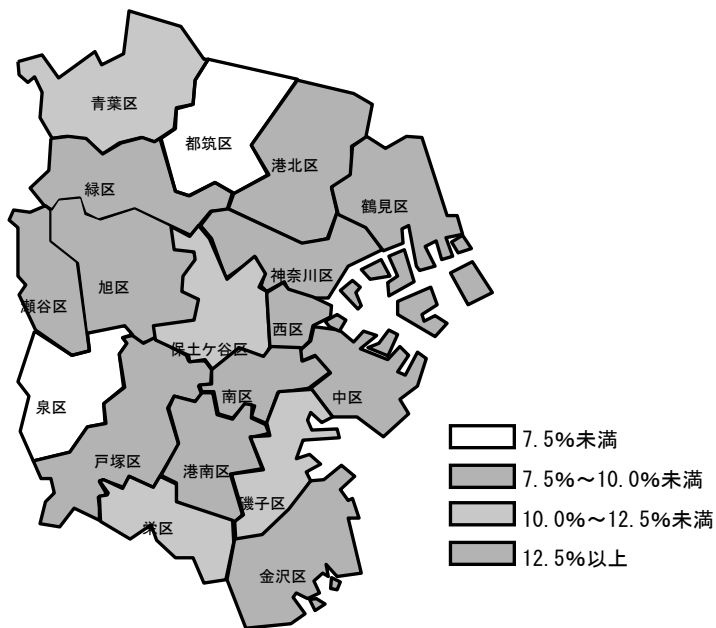 青葉区
都筑区
港北区
緑区
鶴見区
神奈川区
旭区
瀬谷区
西区
保土ケ谷区
南区
中区
泉区
戸塚区
港南区
磯子区
栄区
金沢区
7.5%未満
7.5%～10.0%未満
10.0%～12.5%未満
12.5%以上